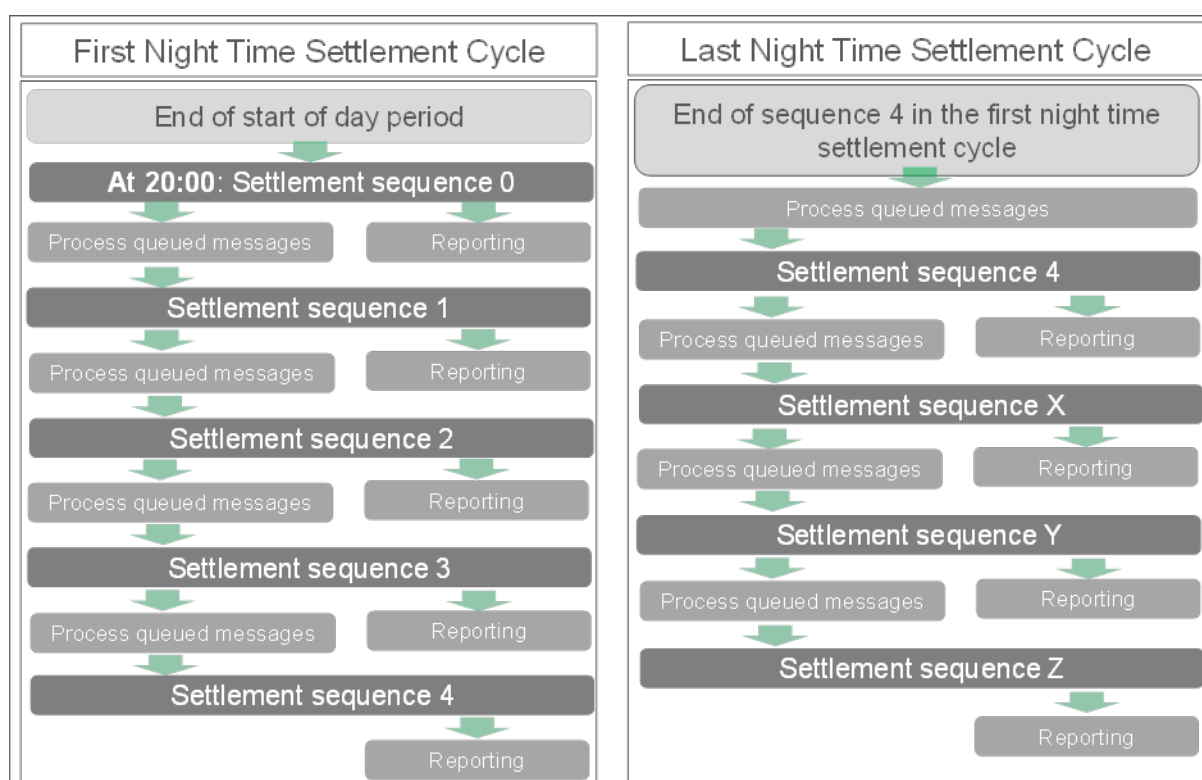 First Night Time Settlement Cycle
End of start of day period
At 20:00: Settlement sequence 0
Process queued messages
Reporting
Settlement sequence 1
Process queued messages
Reporting
Settlement sequence 2
Process queued messages
Reporting
Settlement sequence 3
Process queued messages
Reporting
Settlement sequence 4
Reporting
Last Night Time Settlement Cycle
End of sequence 4 in the first night time
settlement cycle
Process queued messages
Settlement sequence 4
Process queued messages
Reporting
Settlement sequence X
Process queued messages
Reporting
Settlement sequence Y
Process queued messages
Reporting
Settlement sequence Z
Reporting